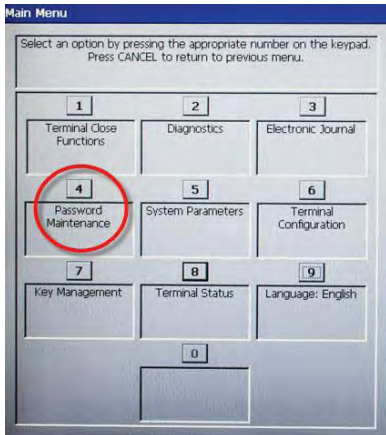 Main Menu
Select an option by pressing the appropriate number on the keypad.
Press CANCEL to return to previous menu.
1 2 3
Terminal Close Functions Diagnostics Electronic Journal
4 5 6
Password Maintenance System Parameters Terminal Configuration
7 8 9
Key Management Terminal Status Language: English
0